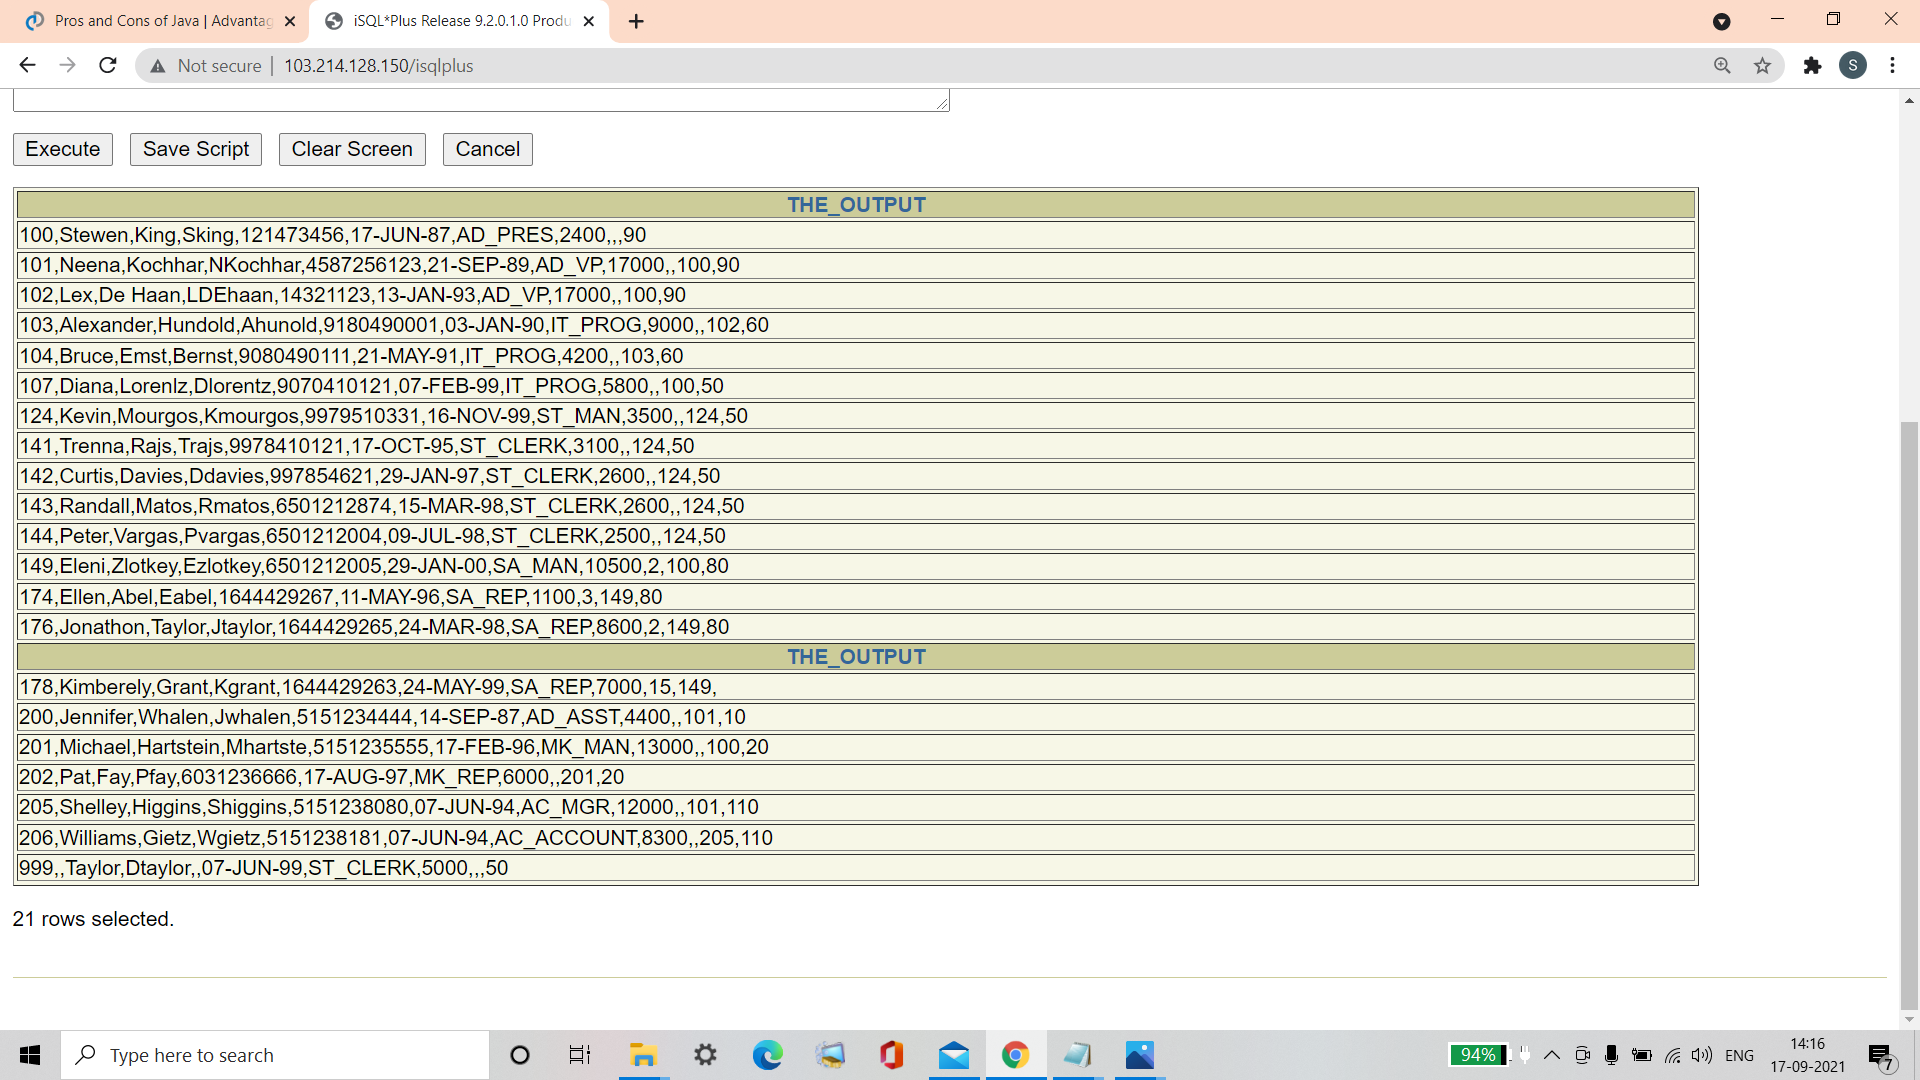 Pros and Cons of Java | Advantag
iSQL*Plus Release 9.2.0.1.0 Produ
Not secure | 103.214.128.150/isqlplus
S
Execute Save Script Clear Screen Cancel
THE_OUTPUT
100,Stewen,King,Sking,121473456,17-JUN-87,AD_PRES,2400,,,90
101,Neena,Kochhar,NKochhar,4587256123,21-SEP-89,AD_VP,17000,,100,90
102,Lex,De Haan,LDEhaan,14321123,13-JAN-93,AD_VP,17000,,100,90
103,Alexander,Hundold,Ahunold,9180490001,03-JAN-90,IT_PROG,9000,,102,60
104,Bruce,Emst,Bernst,9080490111,21-MAY-91,IT_PROG,4200,,103,60
107,Diana,Lorenlz,Dlorentz,9070410121,07-FEB-99,IT_PROG,5800,,100,50
124,Kevin,Mourgos,Kmourgos,9979510331,16-NOV-99,ST_MAN,3500,,124,50
141,Trenna,Rajs,Trajs,9978410121,17-OCT-95,ST_CLERK,3100,,124,50
142,Curtis,Davies,Ddavies,997854621,29-JAN-97,ST_CLERK,2600,,124,50
143,Randall,Matos,Rmatos,6501212874,15-MAR-98,ST_CLERK,2600,,124,50
144,Peter,Vargas,Pvargas,6501212004,09-JUL-98,ST_CLERK,2500,,124,50
149,Eleni,Zlotkey,Ezlotkey,6501212005,29-JAN-00,SA_MAN,10500,2,100,80
174,Ellen,Abel,Eabel,1644429267,11-MAY-96,SA_REP,1100,3,149,80
176,Jonathon,Taylor,Jtaylor,1644429265,24-MAR-98,SA_REP,8600,2,149,80
THE_OUTPUT
178,Kimberely,Grant,Kgrant,1644429263,24-MAY-99,SA_REP,7000,15,149,
200,Jennifer,Whalen,Jwhalen,5151234444,14-SEP-87,AD_ASST,4400,,101,10
201,Michael,Hartstein,Mhartste,5151235555,17-FEB-96,MK_MAN,13000,,100,20
202,Pat,Fay,Pfay,6031236666,17-AUG-97,MK_REP,6000,,201,20
205,Shelley,Higgins,Shiggins,5151238080,07-JUN-94,AC_MGR,12000,,101,110
206,Williams,Gietz,Wgietz,5151238181,07-JUN-94,AC_ACCOUNT,8300,,205,110
999,,Taylor,Dtaylor,,07-JUN-99,ST_CLERK,5000,,,50
21 rows selected.
Type here to search
94%
ENG
14:16
17-09-2021
7